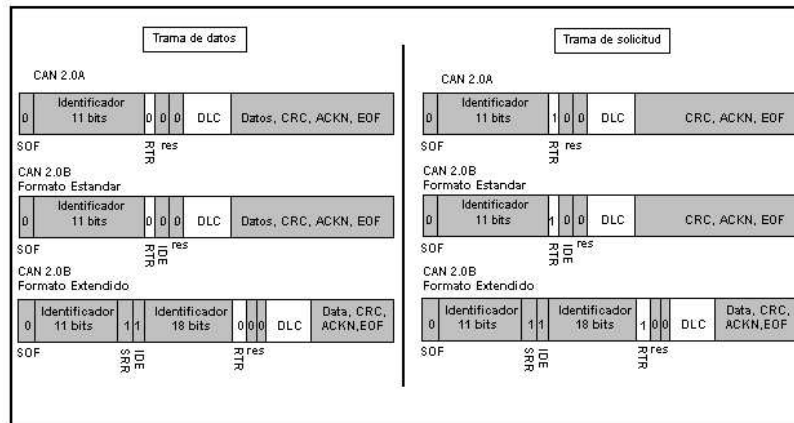 Trama de datos
CAN 2.0A
0 Identificador 11 bits 0 0 0 DLC Datos, CRC, ACKN, EOF
SOF RTR res
CAN 2.0B
Formato Estandar
0 Identificador 11 bits 0 0 0 DLC Datos, CRC, ACKN, EOF
SOF RTR IDE res
CAN 2.0B
Formato Extendido
0 Identificador 11 bits 1 1 Identificador 18 bits 0 0 0 DLC Data, CRC, ACKN,EOF
SOF SRR IDE RTR res
Trama de solicitud
CAN 2.0A
0 Identificador 11 bits 1 0 0 DLC CRC, ACKN, EOF
SOF RTR res
CAN 2.0B
Formato Estandar
0 Identificador 11 bits 1 0 0 DLC CRC, ACKN, EOF
SOF RTR IDE res
CAN 2.0B
Formato Extendido
0 Identificador 11 bits 1 1 Identificador 18 bits 1 0 0 DLC Data, CRC, ACKN,EOF
SOF SRR IDE RTR res